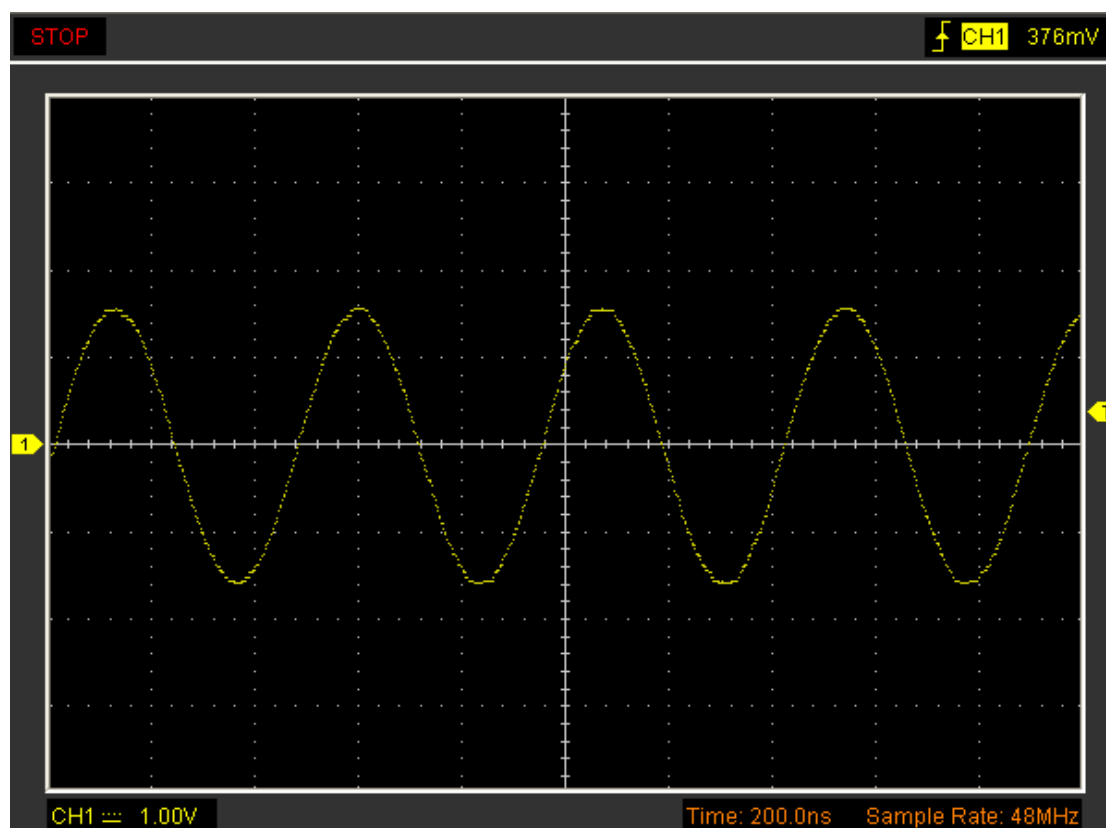 STOP
CH1 376mV
1
T
CH1 1.00V
Time: 200.0ns Sample Rate: 48MHz